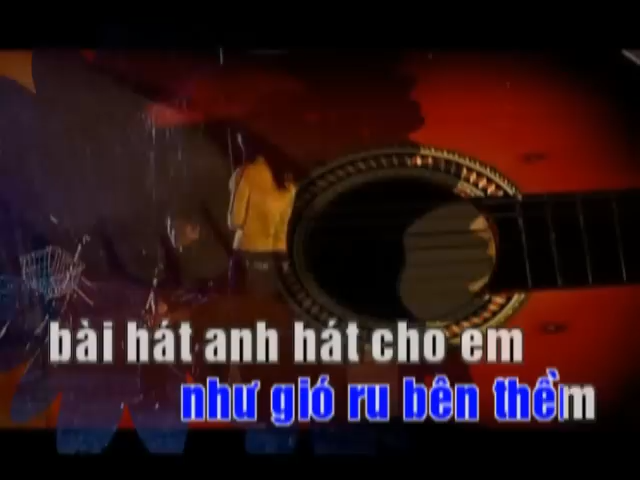 bài hát anh hát cho em
như gió ru bên thềm